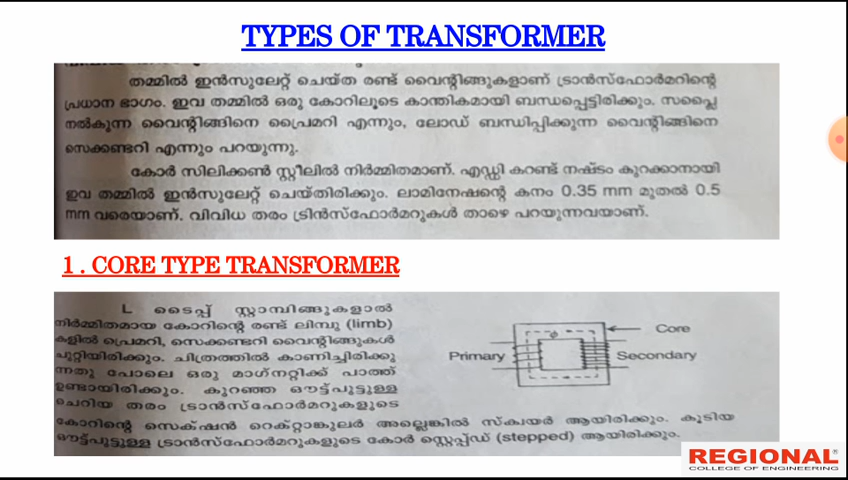 TYPES OF TRANSFORMER
തമ്മിൽ ഇൻസുലേറ്റ് ചെയ്ത രണ്ട് വൈന്റിങ്ങുകളാണ് ട്രാൻസ്ഫോർമറിന്റെ
പ്രധാന ഭാഗം. ഇവ തമ്മിൽ ഒരു കോറിലൂടെ കാന്തികമായി ബന്ധപ്പെട്ടിരിക്കും. സപ്ലൈ
നൽകുന്ന വൈന്റിങ്ങിനെ പ്രൈമറി എന്നും, ലോഡ് ബന്ധിപ്പിക്കുന്ന വൈന്റിങ്ങിനെ
സെക്കണ്ടറി എന്നും പറയുന്നു.
കോർ സിലിക്കൺ സ്റ്റീലിൽ നിർമ്മിതമാണ്. എഡ്ഡി കറണ്ട് നഷ്ടം കുറക്കാനായി
ഇവ തമ്മിൽ ഇൻസുലേറ്റ് ചെയ്തിരിക്കും. ലാമിനേഷന്റെ കനം 0.35 mm മുതൽ 0.5
mm വരെയാണ്. വിവിധ തരം ട്രിൻസ്ഫോർമറുകൾ താഴെ പറയുന്നവയാണ്.
1 . CORE TYPE TRANSFORMER
L ടൈപ്പ് സ്റ്റാമ്പിങ്ങുകളാൽ
നിർമ്മിതമായ കോറിന്റെ രണ്ട് ലിമ്പു (limb)
കളിൽ പ്രൈമറി, സെക്കണ്ടറി വൈന്റിങ്ങുകൾ
ചുറ്റിയിരിക്കും. ചിത്രത്തിൽ കാണിച്ചിരിക്കു
ന്നതു പോലെ ഒരു മാഗ്നറ്റിക്ക് പാത്ത്
ഉണ്ടായിരിക്കും. കുറഞ്ഞ ഔട്ട്പുട്ടുള്ള
ചെറിയ തരം ട്രാൻസ്ഫോർമറുകളുടെ
കോറിന്റെ സെക്ഷൻ റെക്റ്റാങ്കുലർ അല്ലെങ്കിൽ സ്ക്വയർ ആയിരിക്കും. കൂടിയ
ഔട്ട്പുട്ടുള്ള ട്രാൻസ്ഫോർമറുകളുടെ കോർ സ്റ്റെപ്പ്ഡ് (stepped) ആയിരിക്കും.
Core
ϕ
Primary
Secondary
REGIONAL
COLLEGE OF ENGINEERING